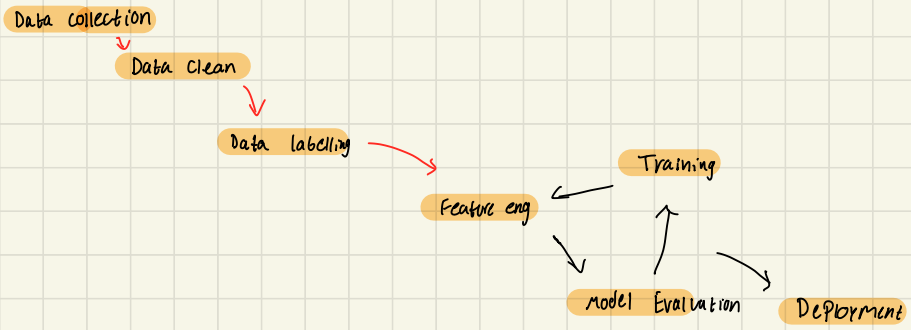 Data collection
Data clean
Data labelling
Training
Feature eng
Model Evaluation
Deployment